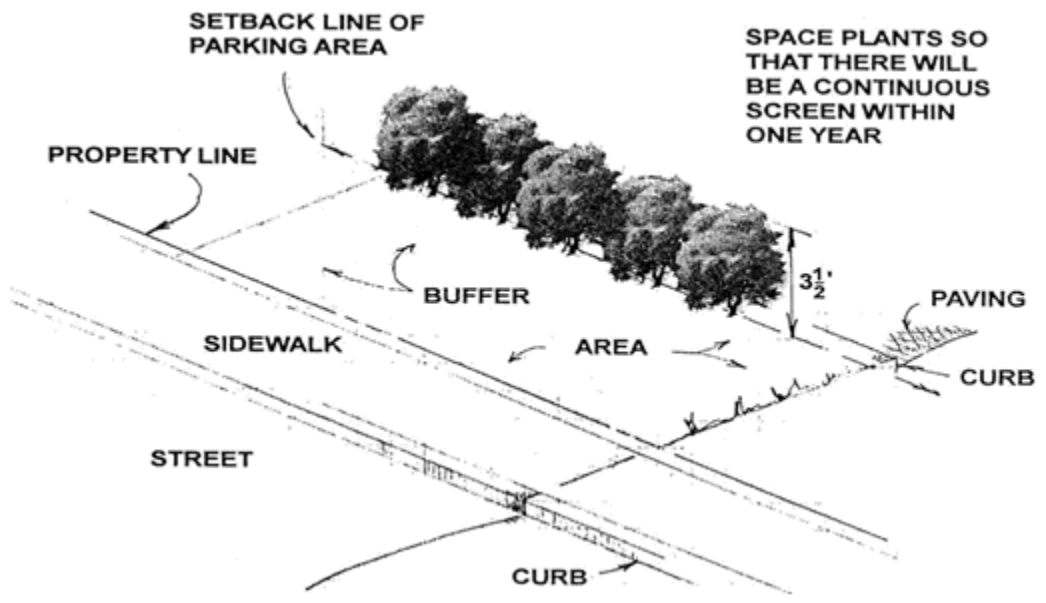 SETBACK LINE OF
PARKING AREA
SPACE PLANTS SO
THAT THERE WILL
BE A CONTINUOUS
SCREEN WITHIN
ONE YEAR
PROPERTY LINE
3½'
BUFFER
PAVING
SIDEWALK
AREA
CURB
STREET
CURB